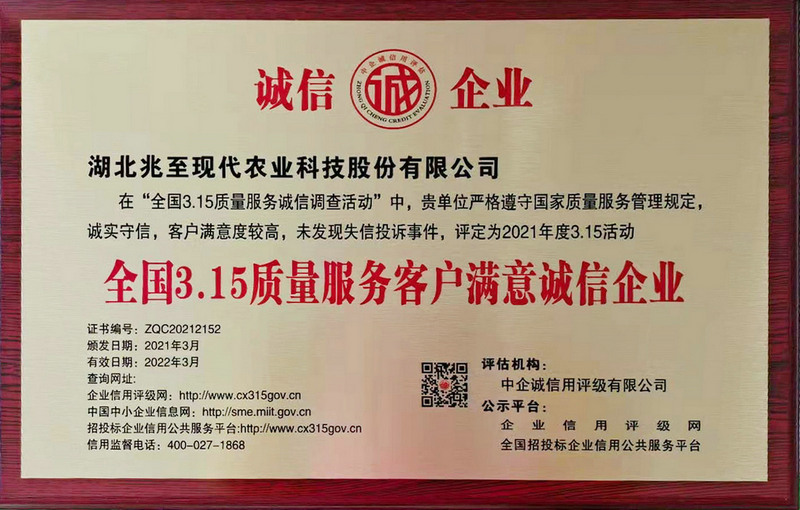 诚信
中企诚信用评估
诚
ZHONG QI CHENG CREDIT EVALUATION
企业
湖北兆至现代农业科技股份有限公司
在“全国3.15质量服务诚信调查活动”中，贵单位严格遵守国家质量服务管理规定，
诚实守信，客户满意度较高，未发现失信投诉事件，评定为2021年度3.15活动
全国3.15质量服务客户满意诚信企业
证书编号：ZQC20212152
颁发日期：2021年3月
有效日期：2022年3月
查询网址：
企业信用评级网：http://www.cx315gov.cn
中国中小企业信息网：http://sme.miit.gov.cn
招投标企业信用公共服务平台:http://www.cx315gov.cn
信用监督电话：400-027-1868
评估机构：
中企诚信用评级有限公司
公示平台：
企业信用评级网
全国招投标企业信用公共服务平台